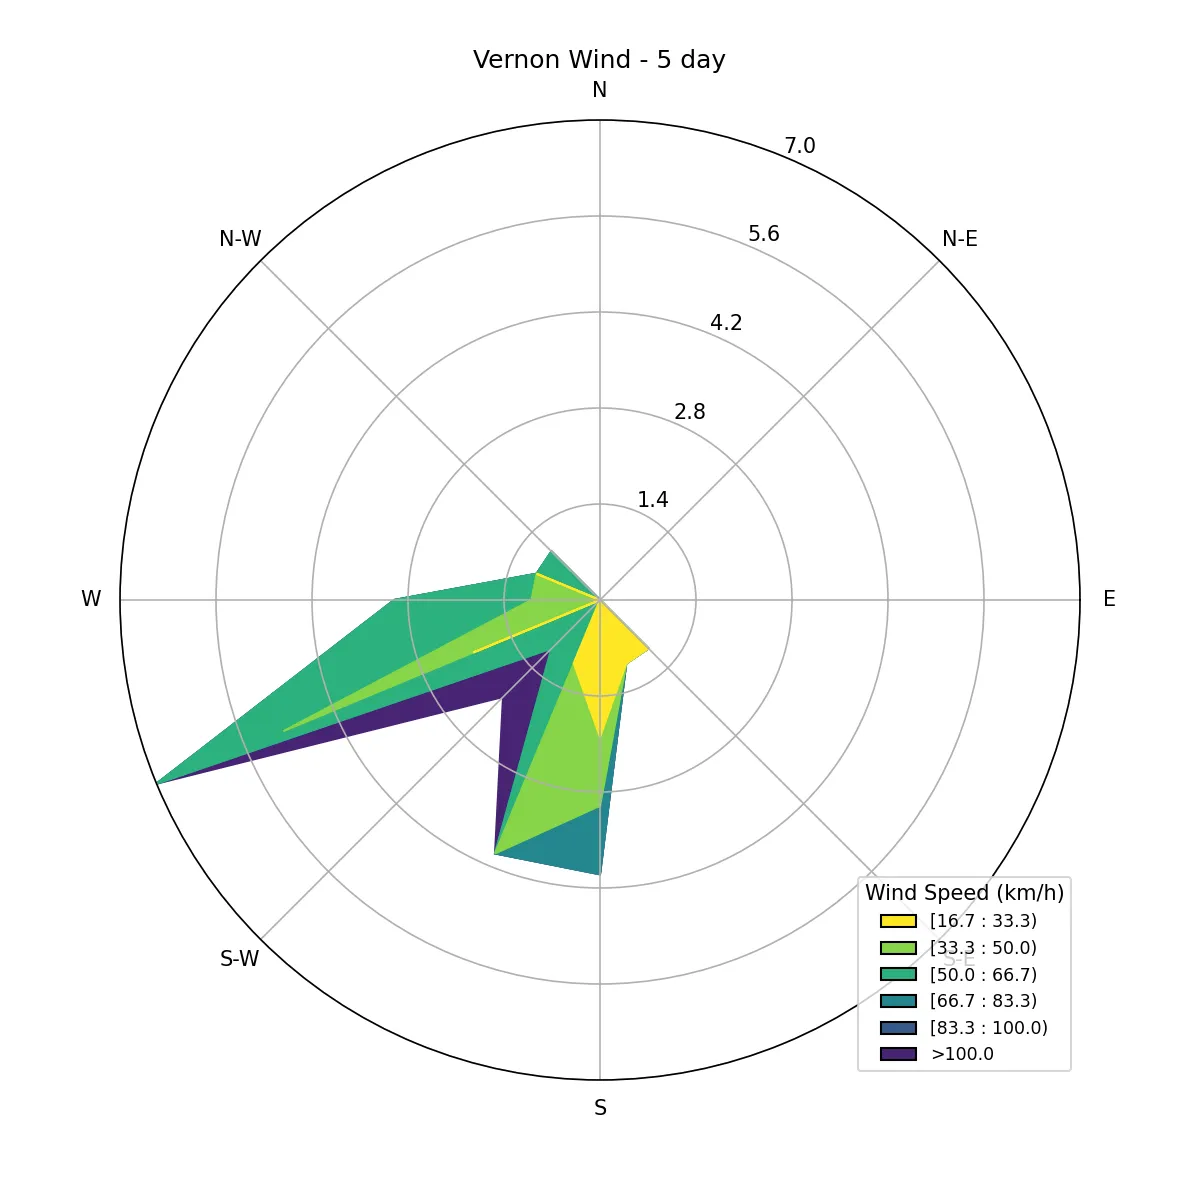 Vernon Wind - 5 day
N
7.0
5.6
N-W
N-E
4.2
2.8
1.4
W
E
Wind Speed (km/h)
[16.7 : 33.3)
[33.3 : 50.0)
[50.0 : 66.7)
[66.7 : 83.3)
[83.3 : 100.0)
>100.0
S-W
S-E
S